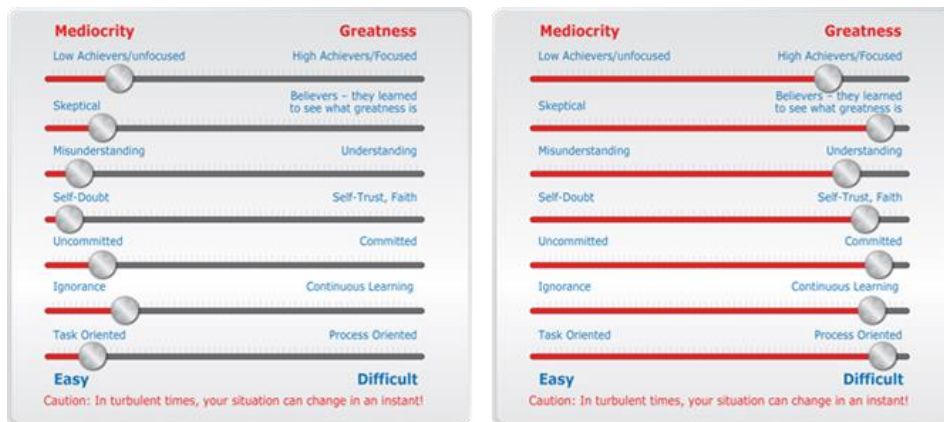 Mediocrity Greatness
Low Achievers/unfocused High Achievers/Focused
Skeptical Believers – they learned
to see what greatness is
Misunderstanding Understanding
Self-Doubt Self-Trust, Faith
Uncommitted Committed
Ignorance Continuous Learning
Task Oriented Process Oriented
Easy Difficult
Caution: In turbulent times, your situation can change in an instant!
Mediocrity Greatness
Low Achievers/unfocused High Achievers/Focused
Skeptical Believers – they learned
to see what greatness is
Misunderstanding Understanding
Self-Doubt Self-Trust, Faith
Uncommitted Committed
Ignorance Continuous Learning
Task Oriented Process Oriented
Easy Difficult
Caution: In turbulent times, your situation can change in an instant!